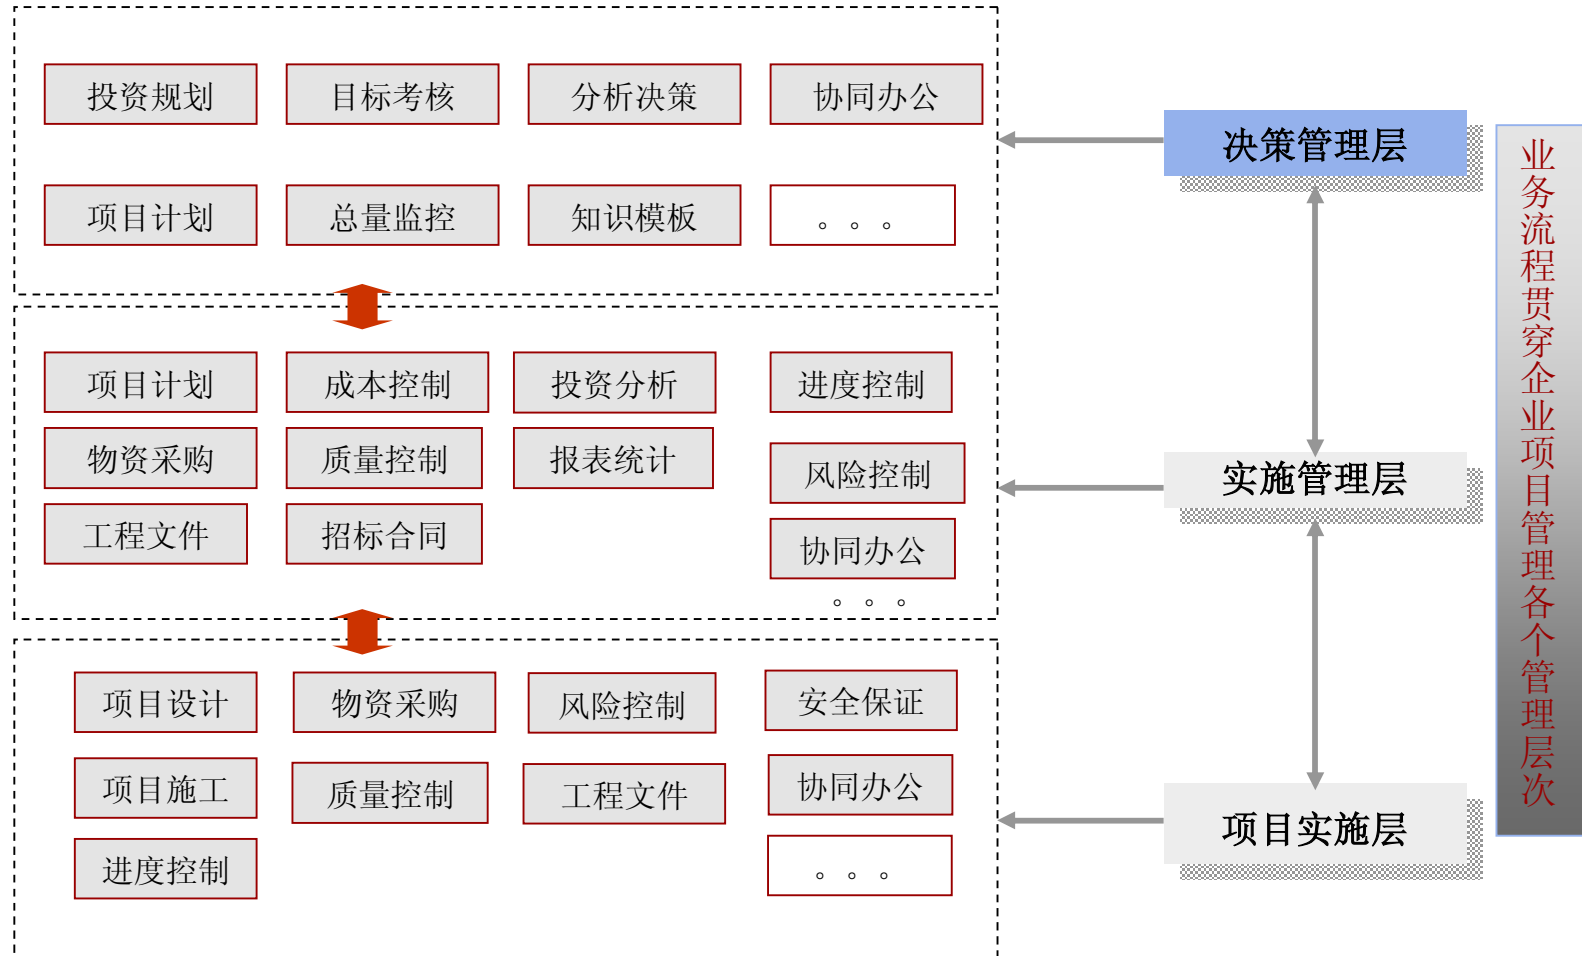 投资规划
目标考核
分析决策
协同办公
项目计划
总量监控
知识模板
。。。
项目计划
成本控制
投资分析
进度控制
物资采购
质量控制
报表统计
风险控制
工程文件
招标合同
协同办公
。。。
项目设计
物资采购
风险控制
安全保证
项目施工
质量控制
工程文件
协同办公
进度控制
。。。
决策管理层
实施管理层
项目实施层
业务流程贯穿企业项目管理各个管理层次